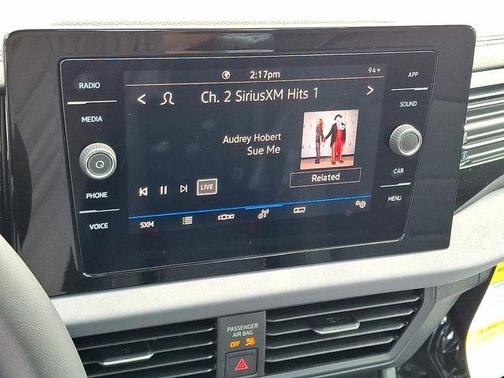 2:17pm
94°F
< Ch. 2 SiriusXM Hits 1 >
Audrey Hobert
Sue Me
LIVE
Related
SXM
RADIO
MEDIA
PHONE
VOICE
APP
SOUND
CAR
MENU
PASSENGER
AIR BAG
OFF